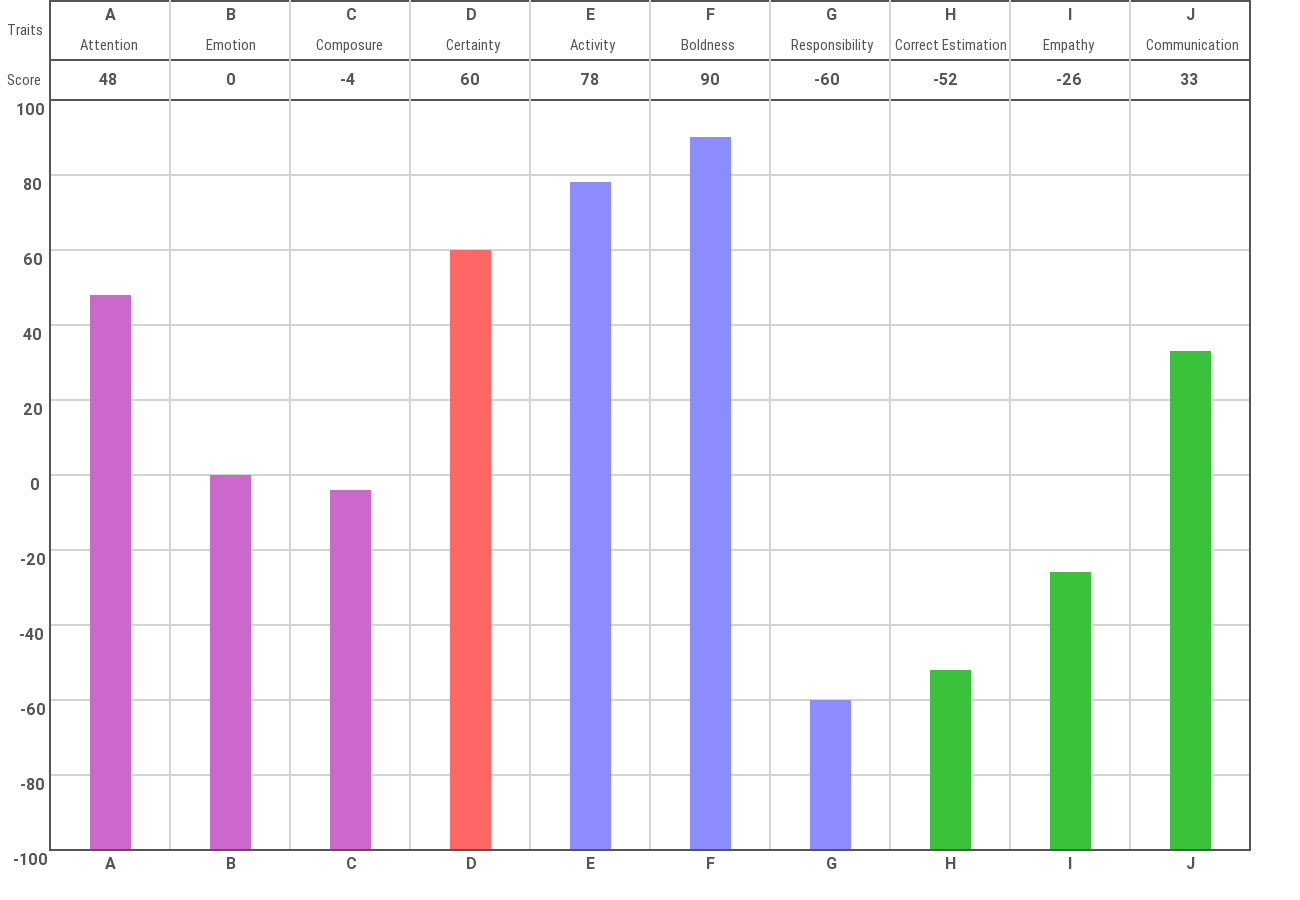 Traits A B C D E F G H I J
Attention Emotion Composure Certainty Activity Boldness Responsibility Correct Estimation Empathy Communication
Score 48 0 -4 60 78 90 -60 -52 -26 33
100
80
60
40
20
0
-20
-40
-60
-80
-100
A B C D E F G H I J